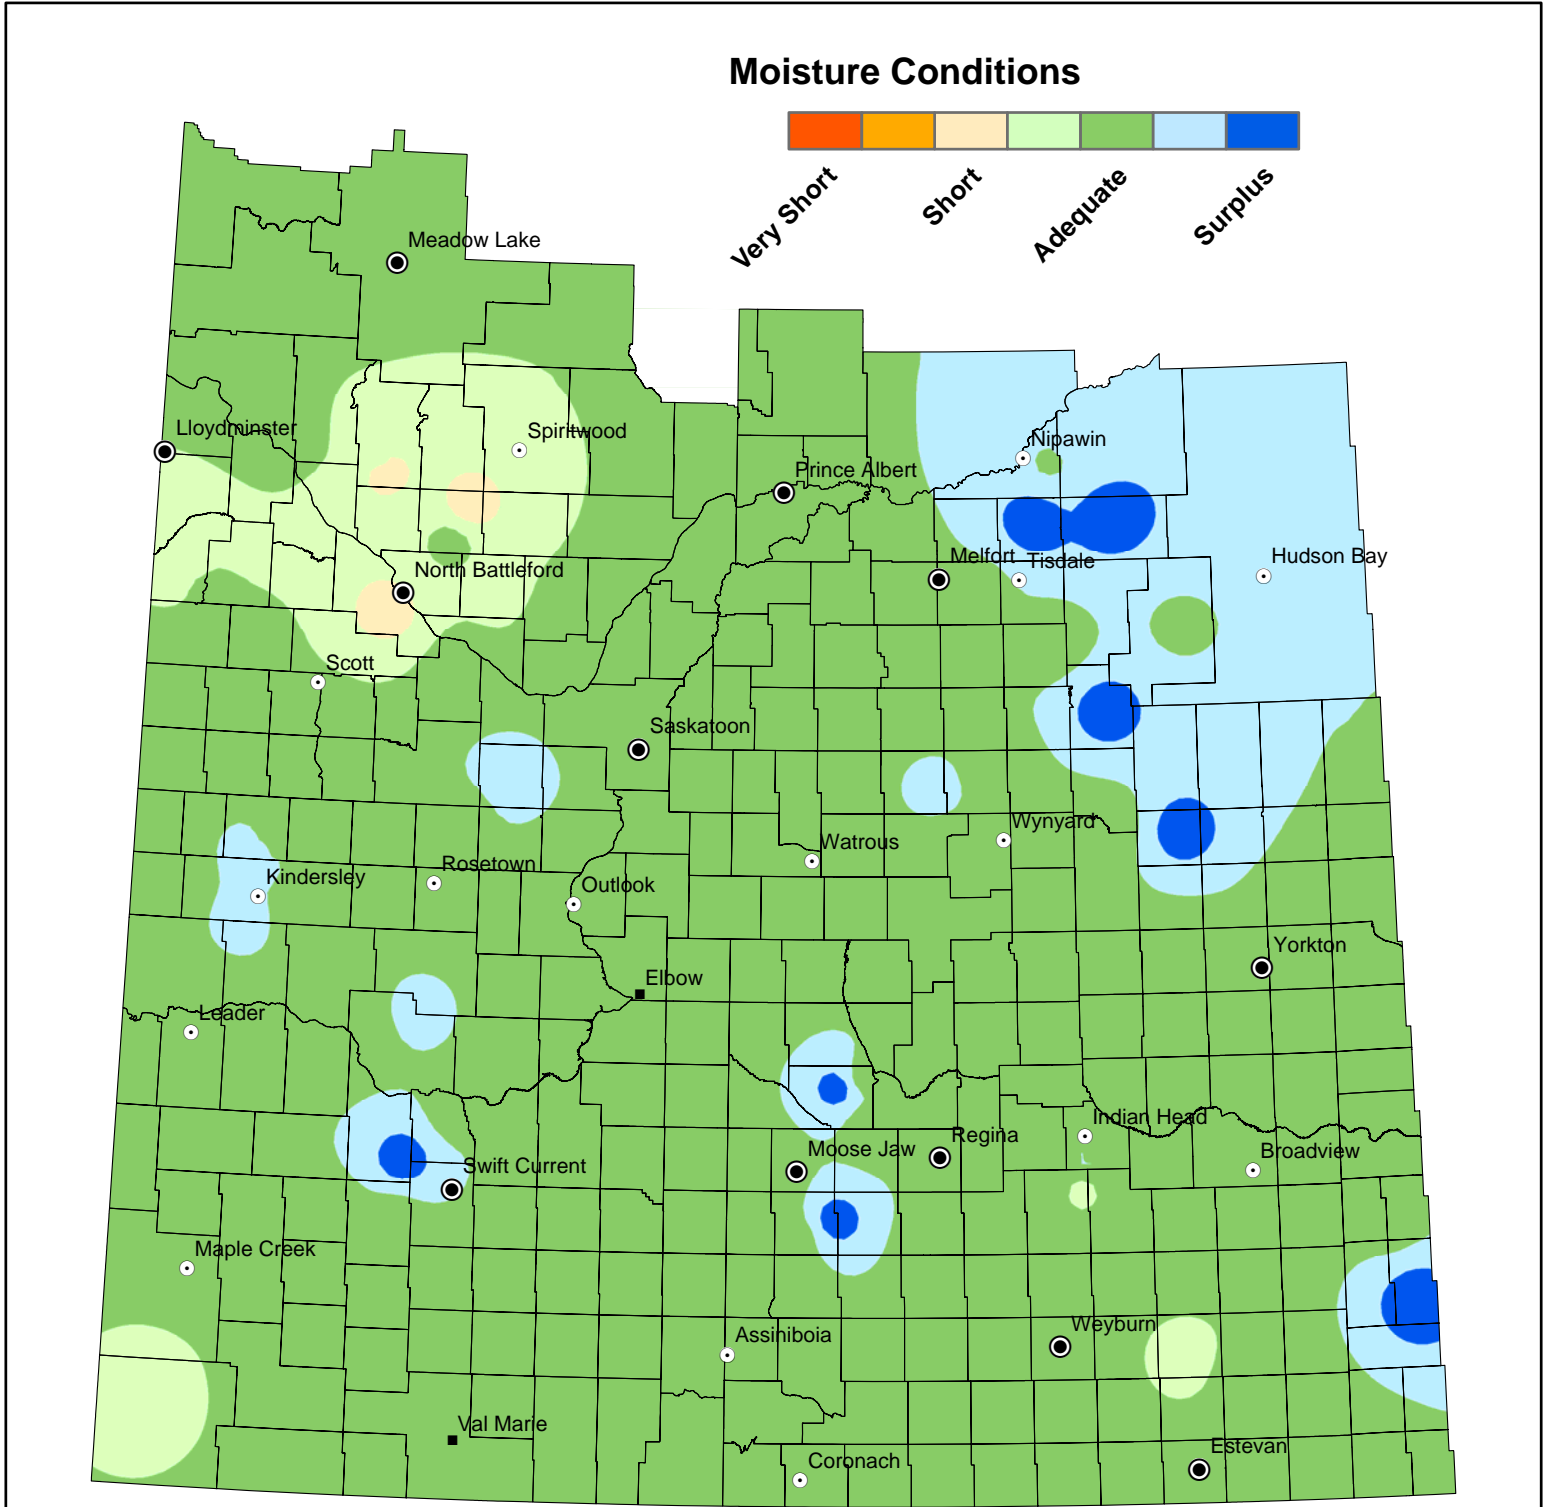 Moisture Conditions
Very Short
Short
Adequate
Surplus
Meadow Lake
Lloydminster
Spiritwood
Nipawin
Prince Albert
North Battleford
Melfort
Tisdale
Hudson Bay
Scott
Saskatoon
Wynyard
Watrous
Rosetown
Kindersley
Outlook
Yorkton
Elbow
Leader
Indian Head
Regina
Moose Jaw
Broadview
Swift Current
Maple Creek
Weyburn
Assiniboia
Val Marie
Estevan
Coronach